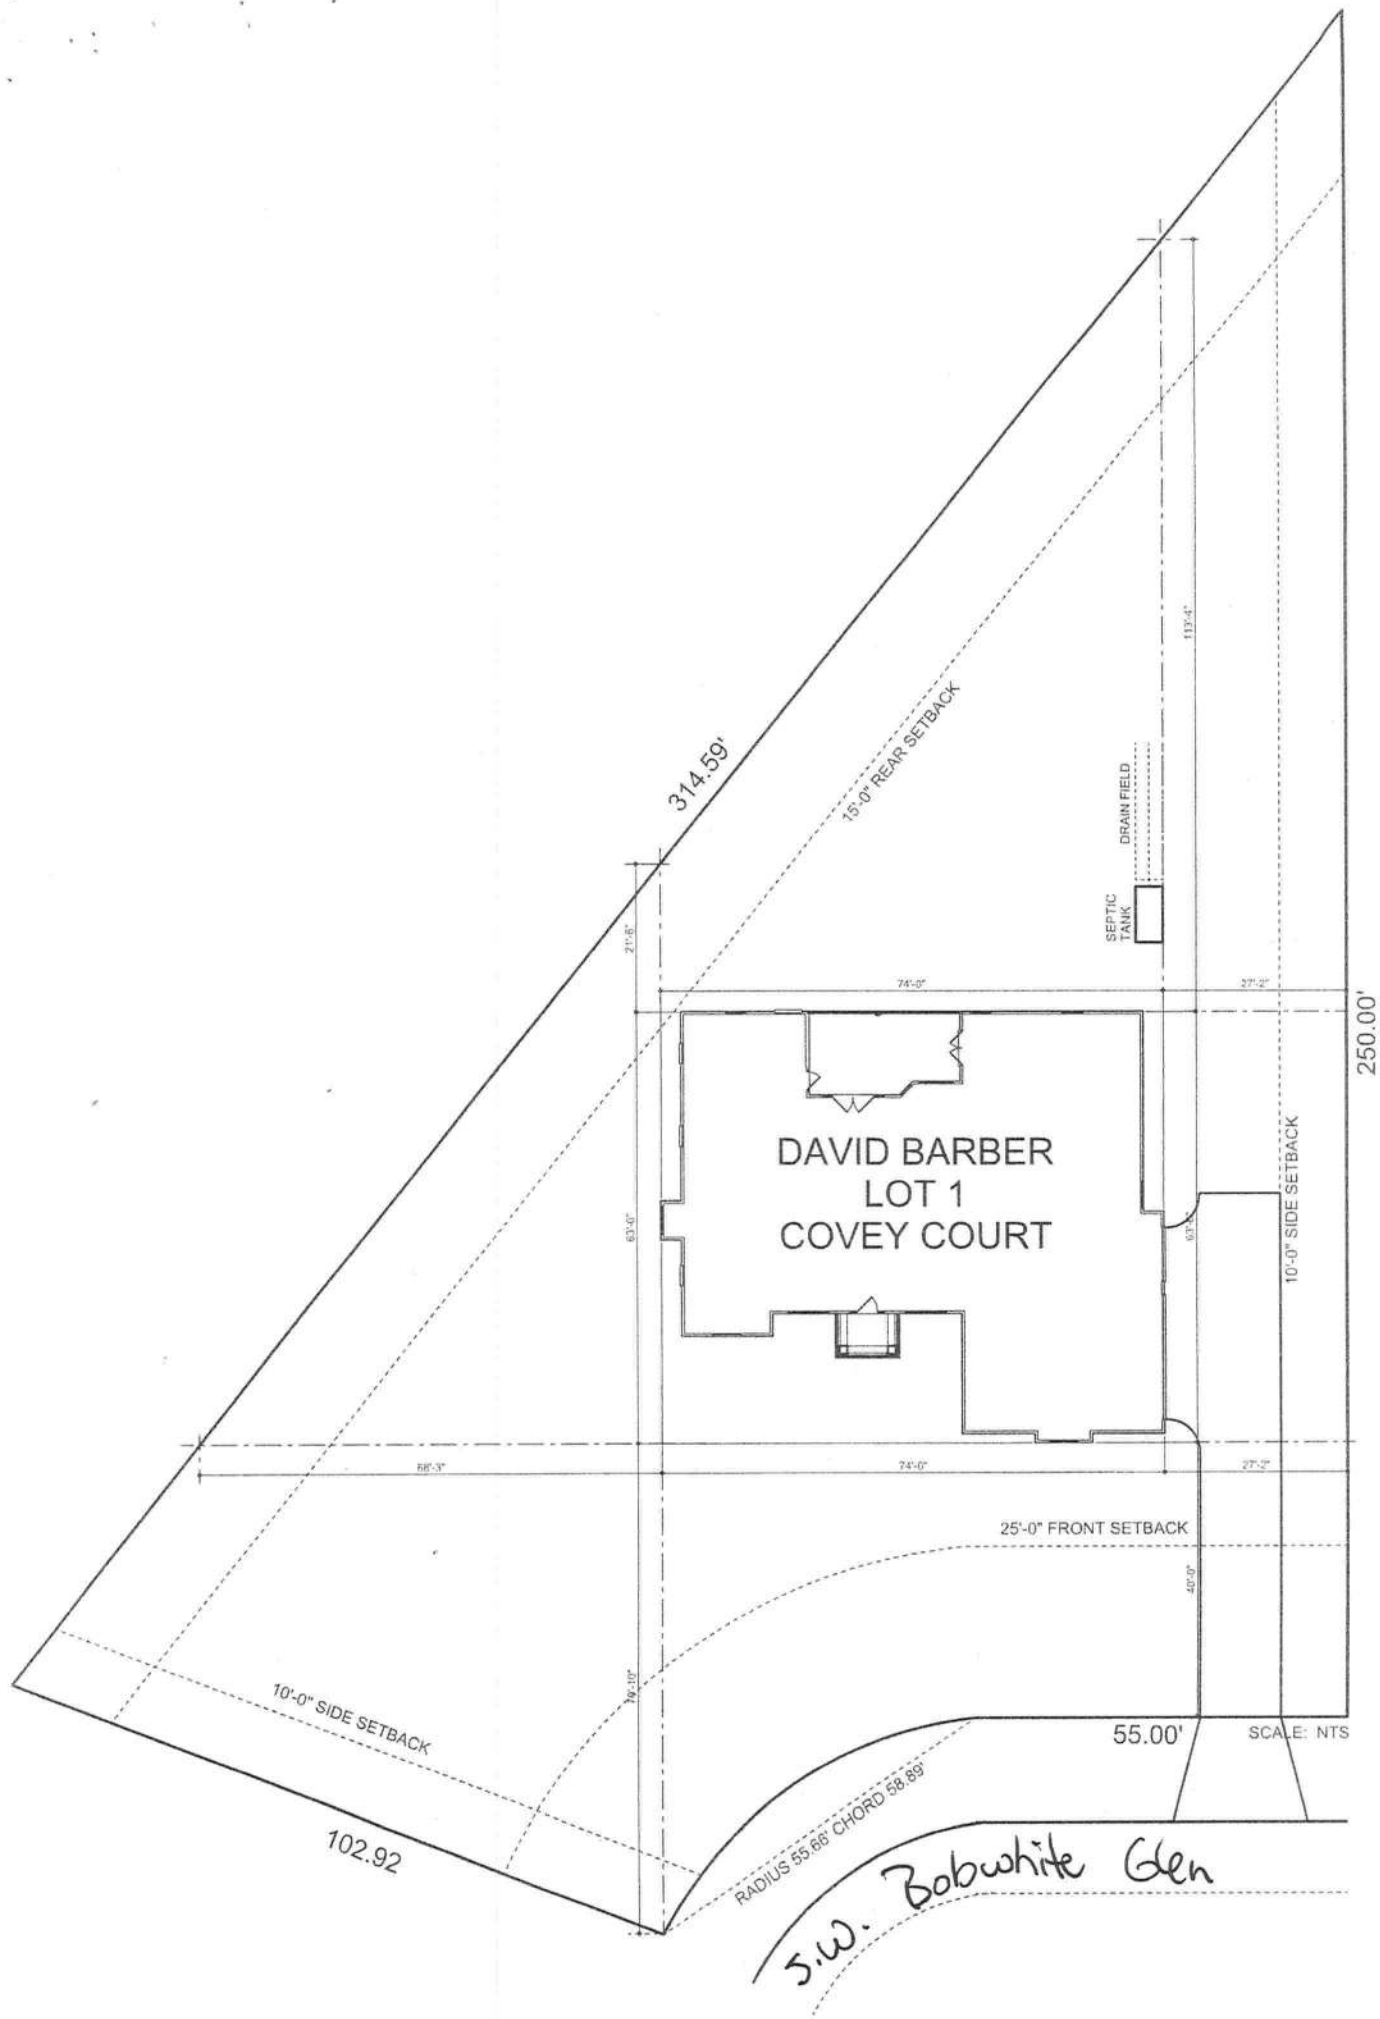 314.59'
15'-0" REAR SETBACK
113'-4"
DRAIN FIELD
SEPTIC
TANK
21'-6"
74'-0"
27'-2"
250.00'
DAVID BARBER
LOT 1
COVEY COURT
63'-0"
63'-0"
10'-0" SIDE SETBACK
68'-3"
74'-0"
27'-2"
25'-0" FRONT SETBACK
40'-0"
10'-0" SIDE SETBACK
55.00'
SCALE: NTS
RADIUS 55.66' CHORD 58.89'
102.92
S.W. Bobwhite Glen